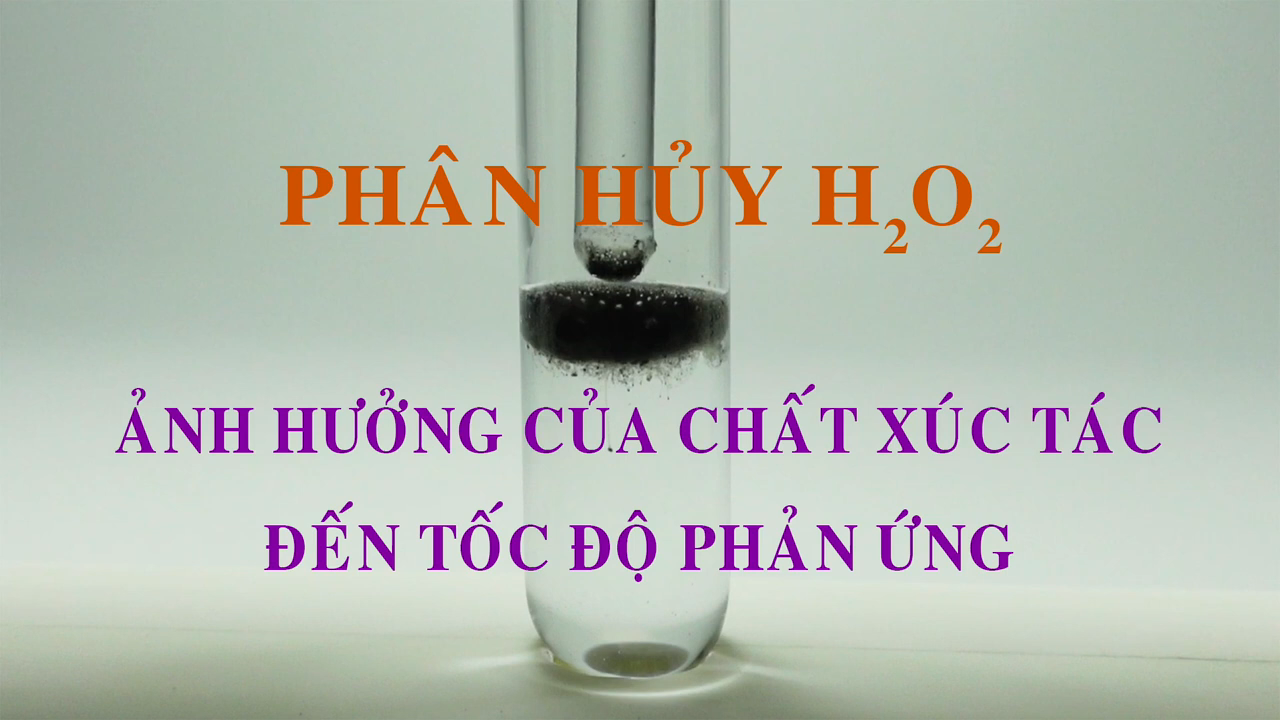 PHÂN HỦY H₂O₂
ẢNH HƯỞNG CỦA CHẤT XÚC TÁC
ĐẾN TỐC ĐỘ PHẢN ỨNG